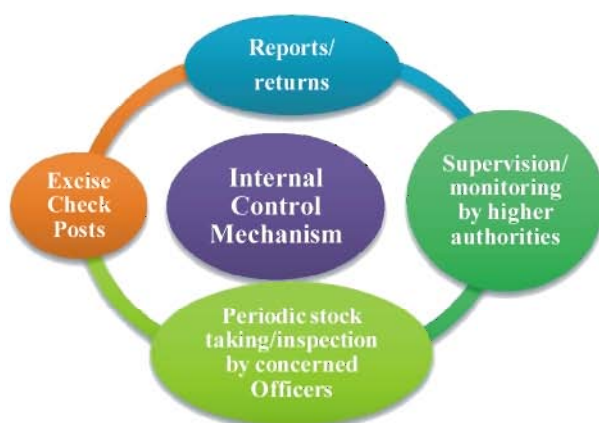 Reports/
returns
Excise
Check
Posts
Internal
Control
Mechanism
Supervision/
monitoring
by higher
authorities
Periodic stock
taking/inspection
by concerned
Officers